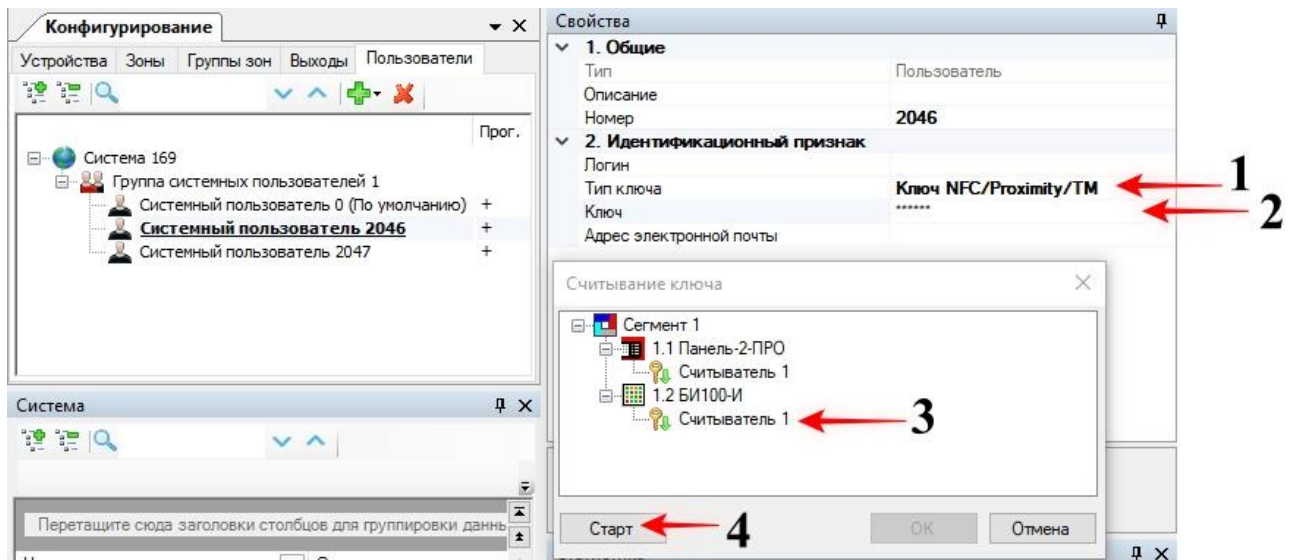 Конфигурирование
Устройства Зоны Группы зон Выходы Пользователи
Прог.
Система 169
Группа системных пользователей 1
Системный пользователь 0 (По умолчанию) +
Системный пользователь 2046 +
Системный пользователь 2047 +
Система
Перетащите сюда заголовки столбцов для группировки
Свойства
1. Общие
Тип Пользователь
Описание
Номер 2046
2. Идентификационный признак
Логин
Тип ключа Ключ NFC/Proximity/TM 1
Ключ ****** 2
Адрес электронной почты
Считывание ключа
Сегмент 1
1.1 Панель-2-ПРО
Считыватель 1
1.2 БИ100-И
Считыватель 1 3
Старт 4 OK Отмена